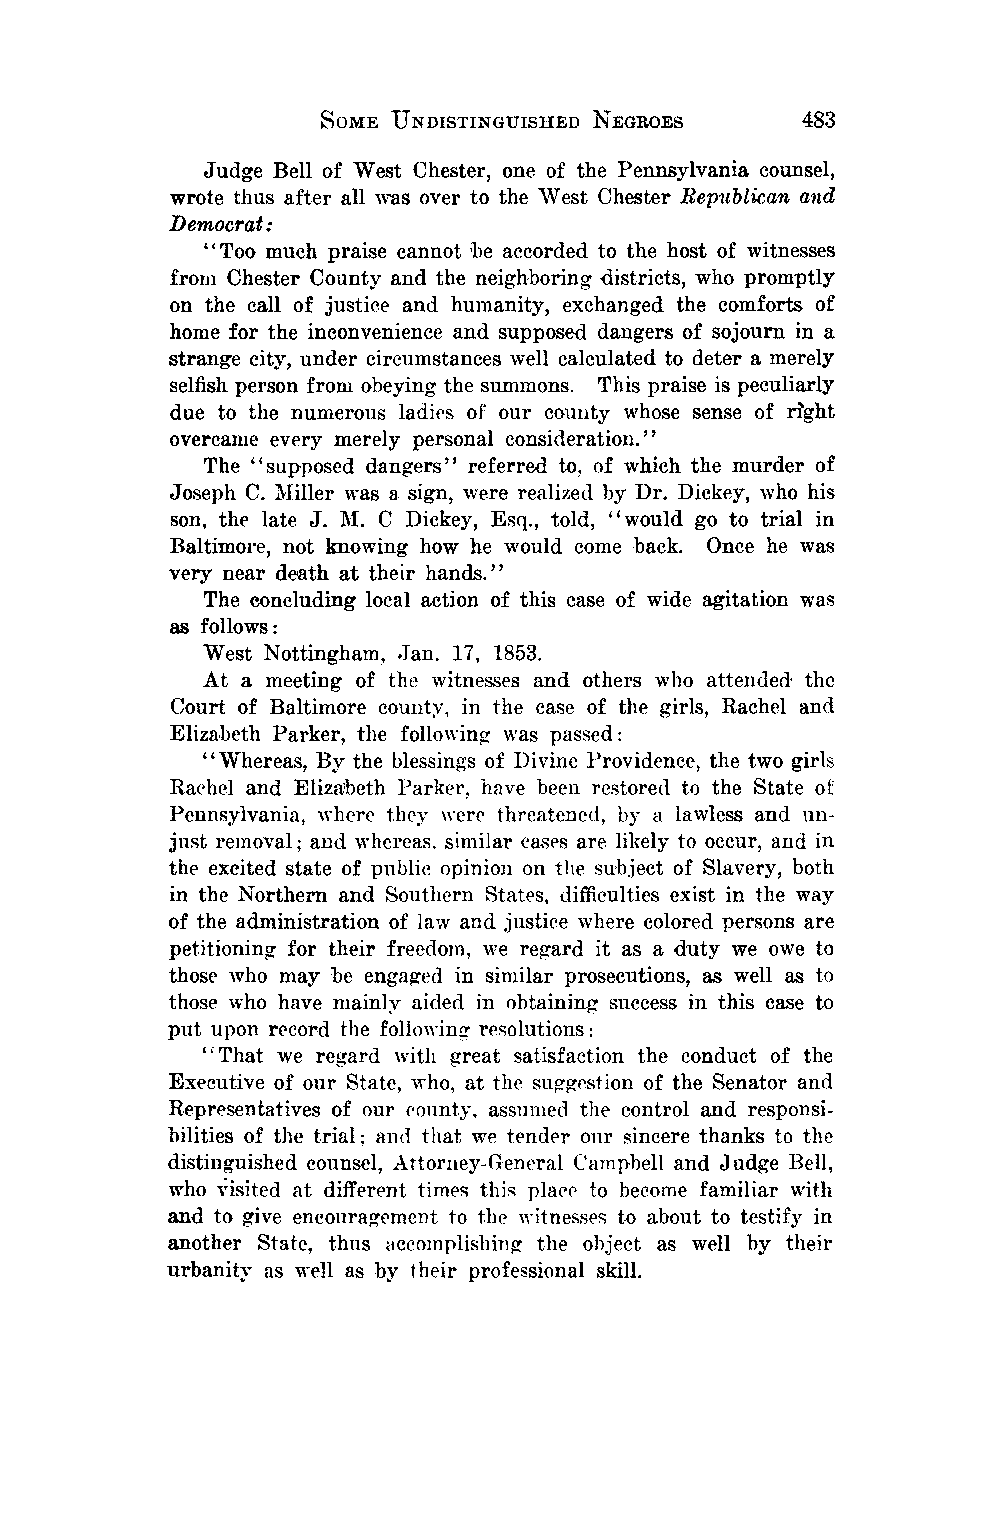 SOME UNDISTINGUISHED NEGROES 483
Judge Bell of West Chester, one of the Pennsylvania counsel,
wrote thus after all was over to the West Chester Republican and
Democrat:
"Too much praise cannot be accorded to the host of witnesses
from Chester County and the neighboring districts, who promptly
on the call of justice and humanity, exchanged the comforts of
home for the inconvenience and supposed dangers of sojourn in a
strange city, under circumstances well calculated to deter a merely
selfish person from obeying the summons. This praise is peculiarly
due to the numerous ladies of our county whose sense of right
overcame every merely personal consideration."
The "supposed dangers" referred to, of which the murder of
Joseph C. Miller was a sign, were realized by Dr. Dickey, who his
son, the late J. M. C Dickey, Esq., told, "would go to trial in
Baltimore, not knowing how he would come back. Once he was
very near death at their hands."
The concluding local action of this case of wide agitation was
as follows:
West Nottingham, Jan. 17, 1853.
At a meeting of the witnesses and others who attended the
Court of Baltimore county, in the case of the girls, Rachel and
Elizabeth Parker, the following was passed:
"Whereas, By the blessings of Divine Providence, the two girls
Rachel and Elizabeth Parker, have been restored to the State of
Pennsylvania, where they were threatened, by a lawless and un-
just removal; and whereas, similar cases are likely to occur, and in
the excited state of public opinion on the subject of Slavery, both
in the Northern and Southern States, difficulties exist in the way
of the administration of law and justice where colored persons are
petitioning for their freedom, we regard it as a duty we owe to
those who may be engaged in similar prosecutions, as well as to
those who have mainly aided in obtaining success in this case to
put upon record the following resolutions:
"That we regard with great satisfaction the conduct of the
Executive of our State, who, at the suggestion of the Senator and
Representatives of our county, assumed the control and responsi-
bilities of the trial; and that we tender our sincere thanks to the
distinguished counsel, Attorney-General Campbell and Judge Bell,
who visited at different times this place to become familiar with
and to give encouragement to the witnesses to about to testify in
another State, thus accomplishing the object as well by their
urbanity as well as by their professional skill.